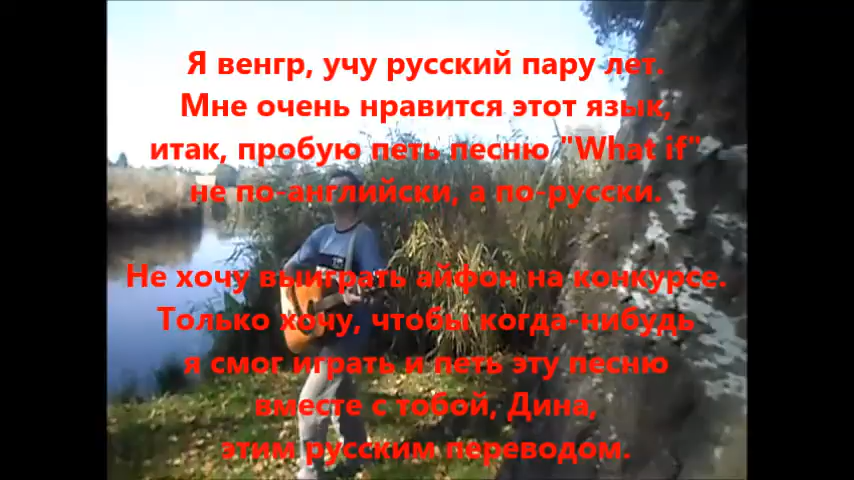 Я венгр, учу русский пару лет.
Мне очень нравится этот язык,
итак, пробую петь песню "What if"
не по-английски, а по-русски.
Не хочу выиграть айфон на конкурсе.
Только хочу, чтобы когда-нибудь
я смог играть и петь эту песню
вместе с тобой, Дина,
этим русским переводом.